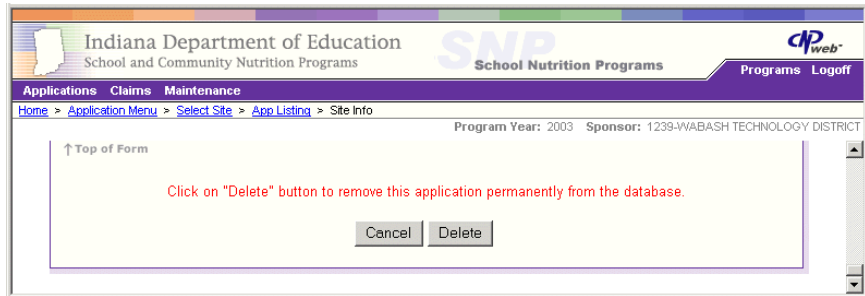 Indiana Department of Education
School and Community Nutrition Programs
SNP
School Nutrition Programs
CNPweb
Programs Logoff
Applications Claims Maintenance
Home > Application Menu > Select Site > App Listing > Site Info
Program Year: 2003 Sponsor: 1239-WABASH TECHNOLOGY DISTRICT
↑Top of Form
Click on "Delete" button to remove this application permanently from the database.
Cancel Delete